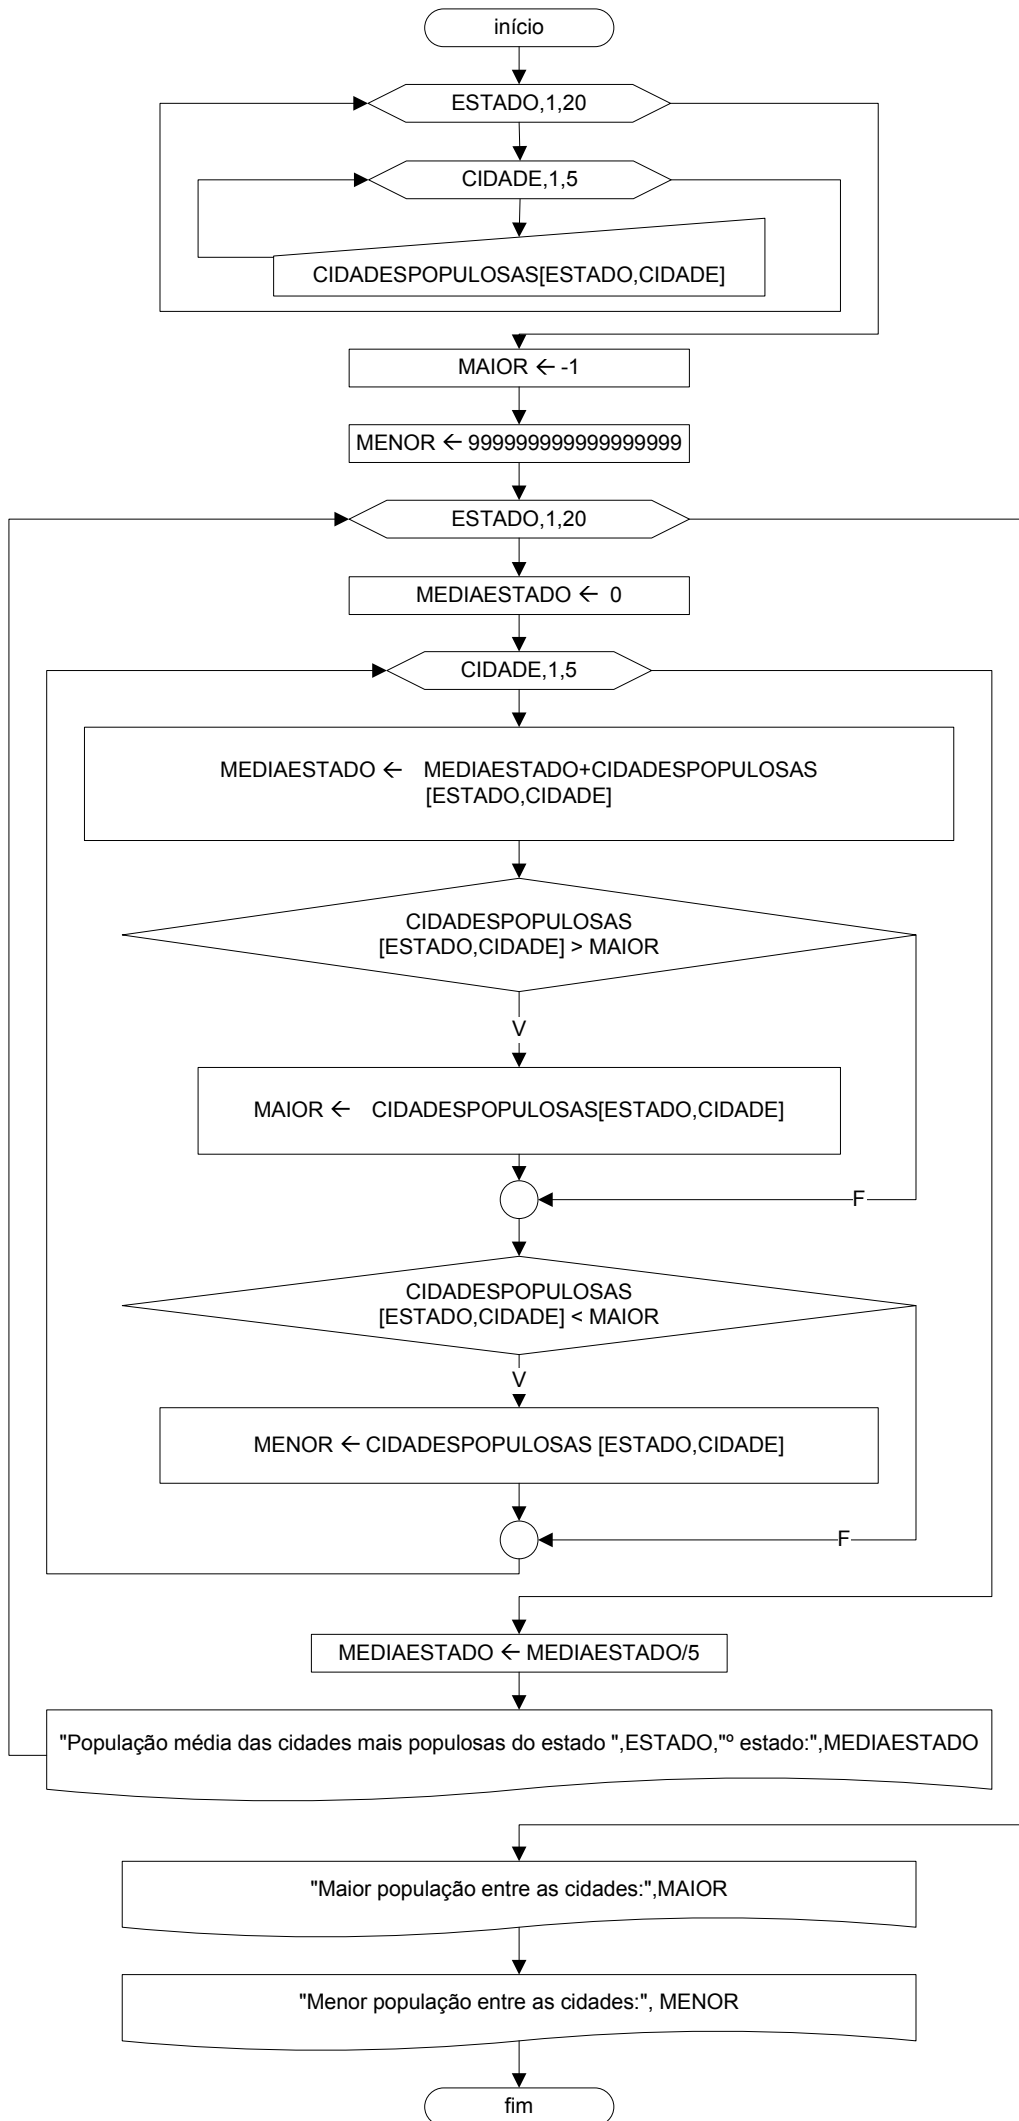 início
ESTADO,1,20
CIDADE,1,5
CIDADESPOPULOSAS[ESTADO,CIDADE]
MAIOR ← -1
MENOR ← 999999999999999999
ESTADO,1,20
MEDIAESTADO ← 0
CIDADE,1,5
MEDIAESTADO ← MEDIAESTADO+CIDADESPOPULOSAS
[ESTADO,CIDADE]
CIDADESPOPULOSAS
[ESTADO,CIDADE] > MAIOR
V
MAIOR ← CIDADESPOPULOSAS[ESTADO,CIDADE]
F
CIDADESPOPULOSAS
[ESTADO,CIDADE] < MAIOR
V
MENOR ← CIDADESPOPULOSAS [ESTADO,CIDADE]
F
MEDIAESTADO ← MEDIAESTADO/5
"População média das cidades mais populosas do estado ",ESTADO,"º estado:",MEDIAESTADO
"Maior população entre as cidades:",MAIOR
"Menor população entre as cidades:", MENOR
fim